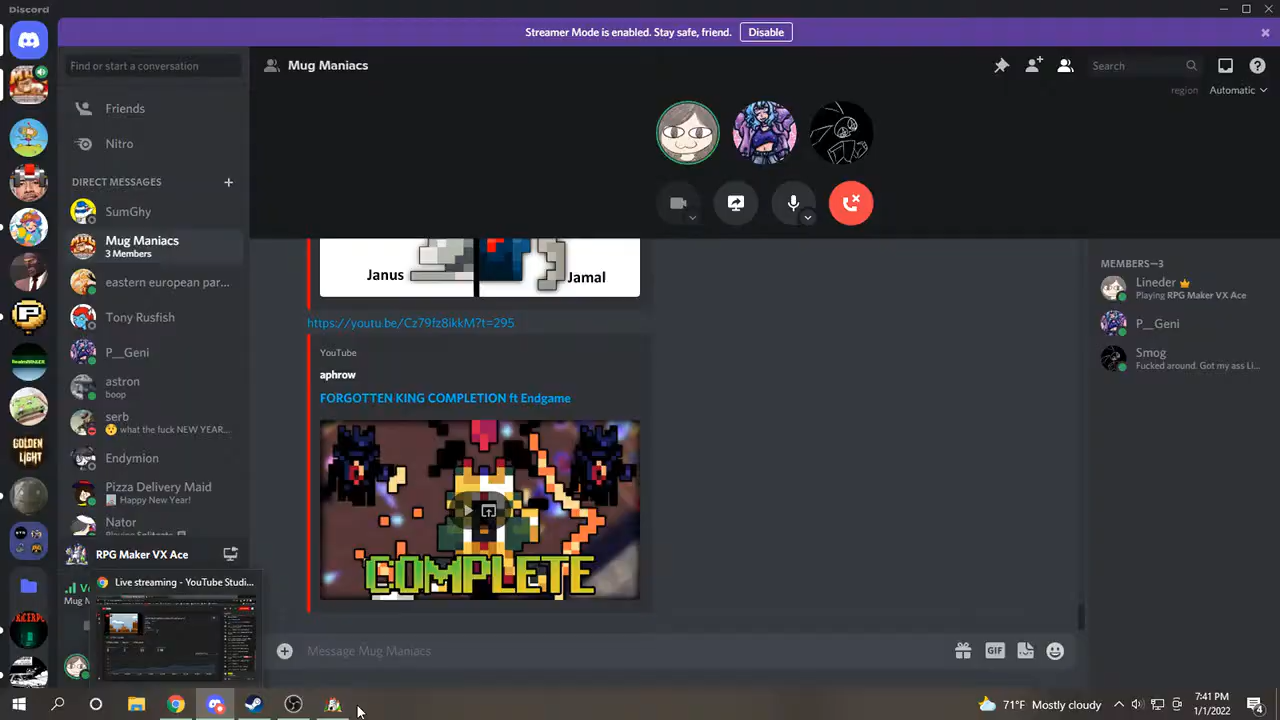 Discord
Streamer Mode is enabled. Stay safe, friend.
Disable
Find or start a conversation
Mug Maniacs
Search
region
Automatic
Friends
Nitro
DIRECT MESSAGES
SumGhy
Mug Maniacs
3 Members
eastern european par...
Tony Rusfish
P__Geni
astron
boop
serb
what the fuck NEW YEAR...
Endymion
Pizza Delivery Maid
Happy New Year!
Nator
RPG Maker VX Ace
Live streaming - YouTube Studi...
Janus
Jamal
https://youtu.be/Cz79fz8ikkM?t=295
YouTube
aphrow
FORGOTTEN KING COMPLETION ft Endgame
COMPLETE
Message Mug Maniacs
GIF
MEMBERS—3
Lineder
Playing RPG Maker VX Ace
P__Geni
Smog
Fucked around. Got my ass Li...
GOLDEN
LIGHT
71°F Mostly cloudy
7:41 PM
1/1/2022
4